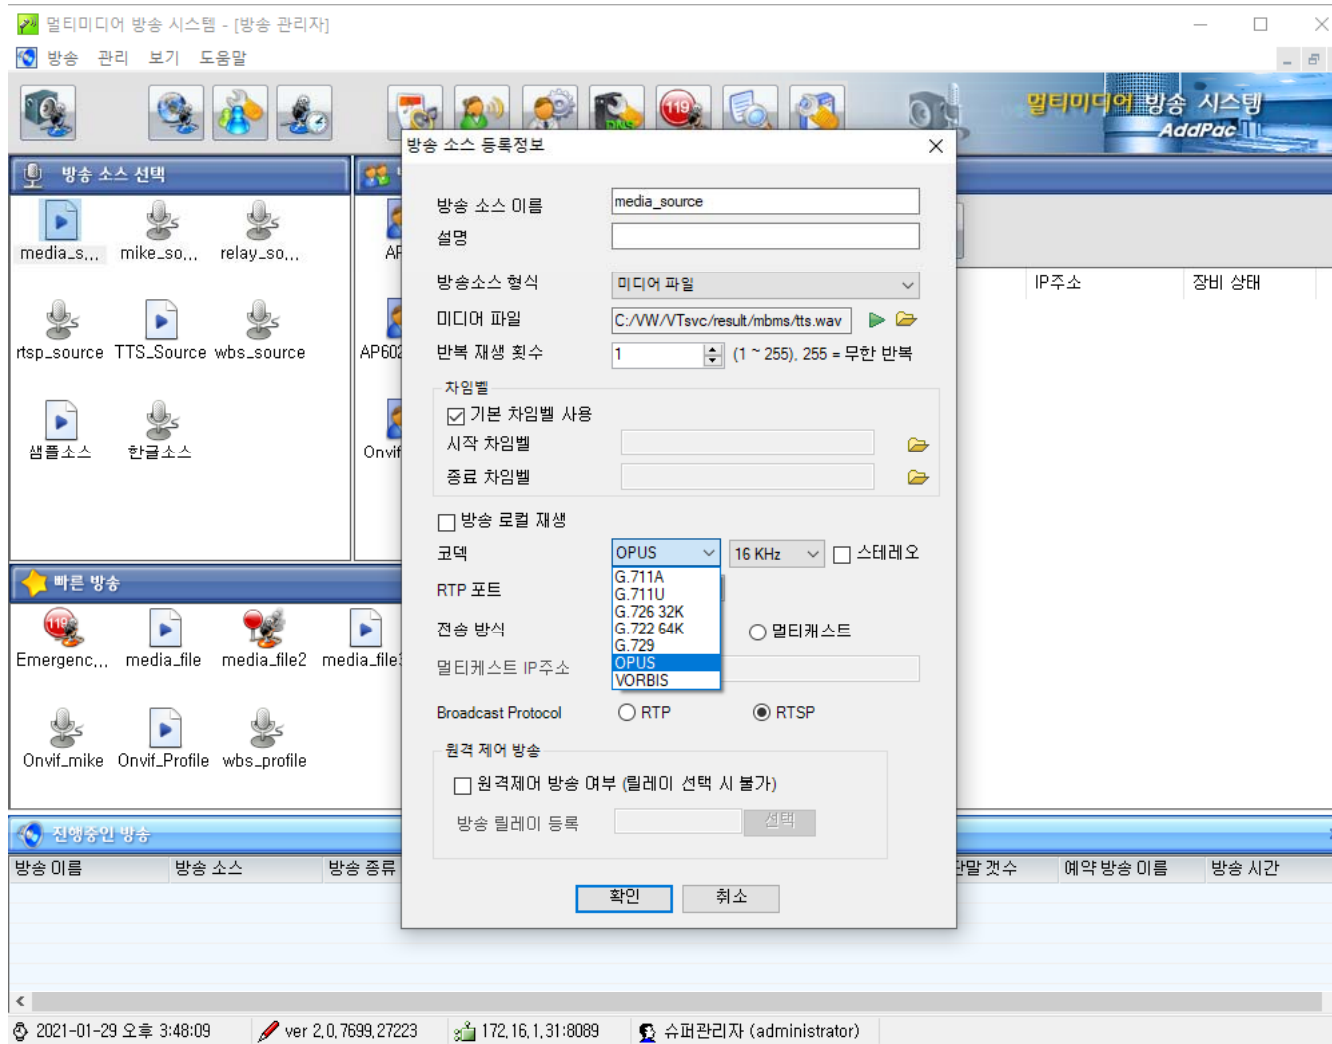 멀티미디어 방송 시스템 - [방송 관리자]
방송 관리 보기 도움말
119
멀티미디어 방송 시스템
AddPac
방송 소스 선택
media_s... mike_so... relay_so...
rtsp_source TTS_Source wbs_source
샘플소스 한글소스
AP602
Onvif
IP주소 장비 상태
방송 소스 등록정보
방송 소스 이름 media_source
설명
방송소스 형식 미디어 파일
미디어 파일 C:/VW/VTsvc/result/mbms/tts.wav
반복 재생 횟수 1 (1 ~ 255), 255 = 무한 반복
차임벨
기본 차임벨 사용
시작 차임벨
종료 차임벨
방송 로컬 재생
코덱 OPUS 16 KHz 스테레오
G.711A
G.711U
G.726 32K
G.722 64K
G.729
OPUS
VORBIS
RTP 포트
전송 방식 멀티캐스트
멀티케스트 IP주소
Broadcast Protocol RTP RTSP
원격 제어 방송
원격제어 방송 여부 (릴레이 선택 시 불가)
방송 릴레이 등록 선택
확인 취소
빠른 방송
119
Emergenc... media_file media_file2 media_file3
Onvif_mike Onvif_Profile wbs_profile
진행중인 방송
방송 이름 방송 소스 방송 종류 단말 갯수 예약 방송 이름 방송 시간
2021-01-29 오후 3:48:09 ver 2.0.7699.27223 172.16.1.31:8089 슈퍼관리자 (administrator)